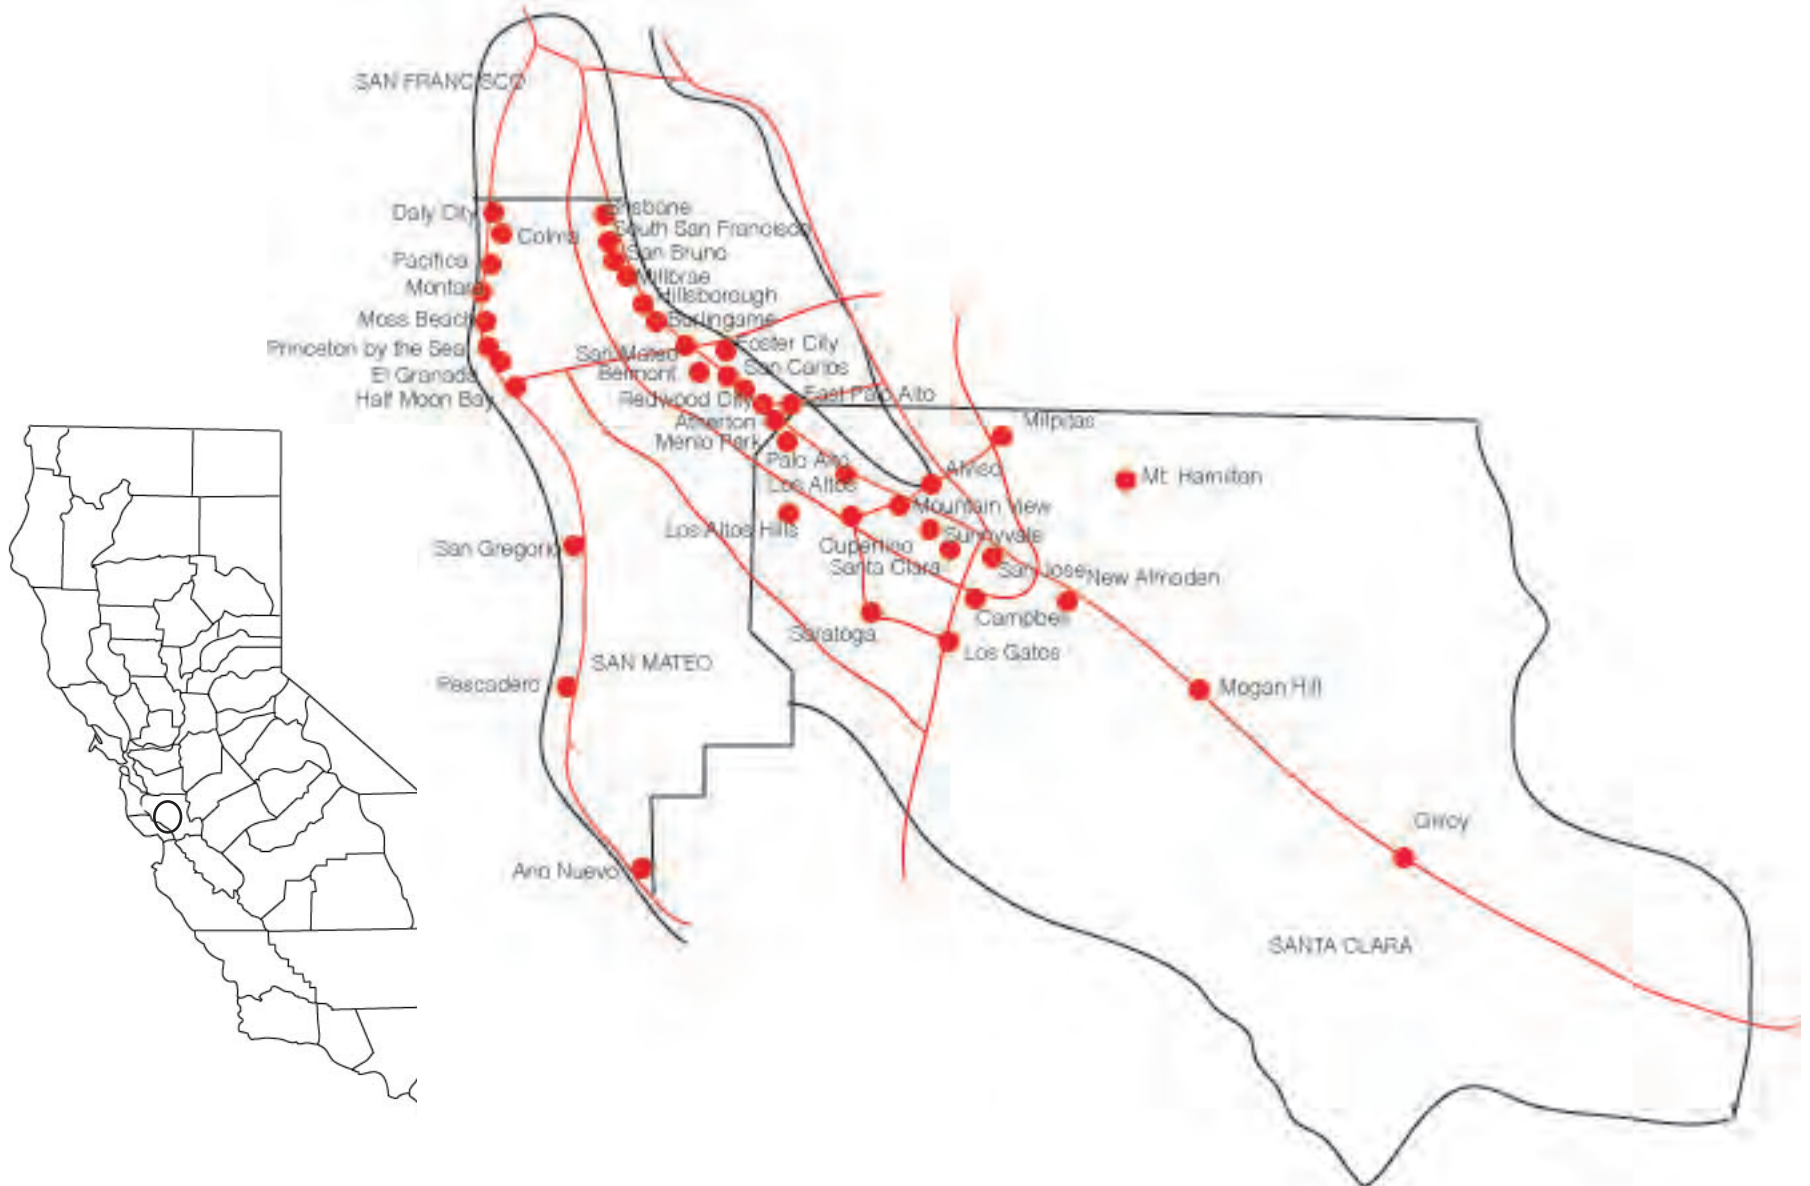 SAN FRANCISCO
Daly City
Brisbane
South San Francisco
Colma
San Bruno
Pacifica
Millbrae
Montara
Hillsborough
Moss Beach
Burlingame
Princeton by the Sea
San Mateo
Foster City
El Granada
Belmont
San Carlos
Half Moon Bay
Redwood City
East Palo Alto
Atherton
Milpitas
Menlo Park
Palo Alto
Alviso
Mt. Hamilton
Los Altos
Mountain View
Los Altos Hills
Sunnyvale
San Gregorio
Cupertino
Santa Clara
San Jose
New Almaden
Campbell
Saratoga
Los Gatos
SAN MATEO
Pescadero
Mogan Hill
Gilroy
Ano Nuevo
SANTA CLARA